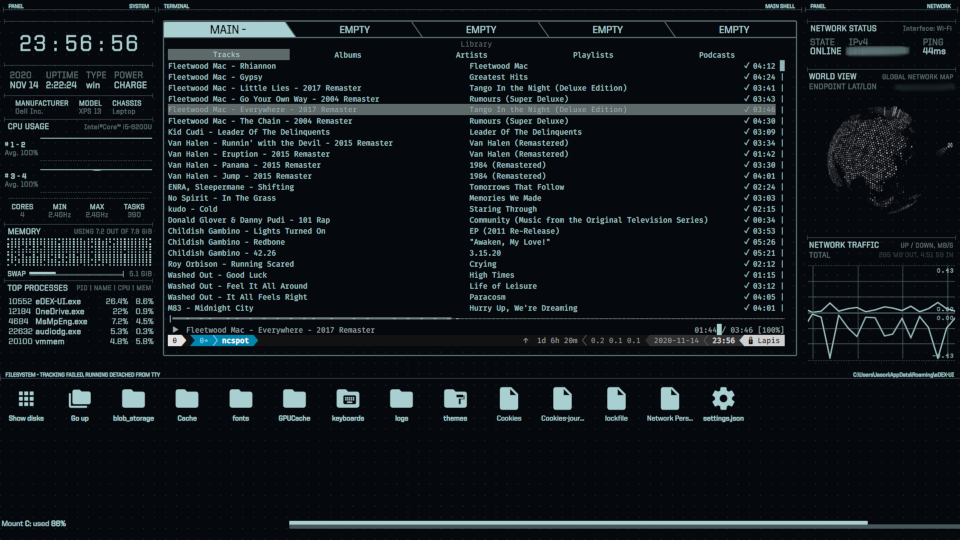 PANEL SYSTEM
23:56:56
2020 UPTIME TYPE POWER
NOV 14 2:22:24 win CHARGE
MANUFACTURER MODEL CHASSIS
Dell Inc. XPS 13 Laptop
CPU USAGE Intel®Core™ i5-6200U
# 1 - 2
Avg. 100%
# 3 - 4
Avg. 100%
CORES MIN MAX TASKS
4 2.4GHz 2.4GHz 390
MEMORY USING 7.2 OUT OF 7.8 GiB
SWAP 5.1 GiB
TOP PROCESSES PID | NAME | CPU | MEM
10552 eDEX-UI.exe 26.4% 8.6%
12184 OneDrive.exe 22% 0.9%
4684 MsMpEng.exe 7.2% 4.5%
22632 audiodg.exe 5.3% 0.3%
20100 vmmem 4.8% 5.8%
TERMINAL MAIN SHELL
MAIN - EMPTY EMPTY EMPTY EMPTY
Library
Tracks Albums Artists Playlists Podcasts
Fleetwood Mac - Rhiannon Fleetwood Mac ✓ 04:12
Fleetwood Mac - Gypsy Greatest Hits ✓ 04:24
Fleetwood Mac - Little Lies - 2017 Remaster Tango In the Night (Deluxe Edition) ✓ 03:41
Fleetwood Mac - Go Your Own Way - 2004 Remaster Rumours (Super Deluxe) ✓ 03:43
Fleetwood Mac - Everywhere - 2017 Remaster Tango In the Night (Deluxe Edition) ✓ 03:46
Fleetwood Mac - The Chain - 2004 Remaster Rumours (Super Deluxe) ✓ 04:30
Kid Cudi - Leader Of The Delinquents Leader Of The Delinquents ✓ 03:09
Van Halen - Runnin' with the Devil - 2015 Remaster Van Halen (Remastered) ✓ 03:34
Van Halen - Eruption - 2015 Remaster Van Halen (Remastered) ✓ 01:42
Van Halen - Panama - 2015 Remaster 1984 (Remastered) ✓ 03:30
Van Halen - Jump - 2015 Remaster 1984 (Remastered) ✓ 04:01
ENRA, Sleepermane - Shifting Tomorrows That Follow ✓ 02:24
No Spirit - In The Grass Memories We Made ✓ 03:03
kudo - Cold Staring Through ✓ 02:15
Donald Glover & Danny Pudi - 101 Rap Community (Music from the Original Television Series) ✓ 00:34
Childish Gambino - Lights Turned On EP (2011 Re-Release) ✓ 03:53
Childish Gambino - Redbone "Awaken, My Love!" ✓ 05:26
Childish Gambino - 42.26 3.15.20 ✓ 05:21
Roy Orbison - Running Scared Crying ✓ 02:12
Washed Out - Good Luck High Times ✓ 01:15
Washed Out - Feel It All Around Life of Leisure ✓ 03:12
Washed Out - It All Feels Right Paracosm ✓ 04:05
M83 - Midnight City Hurry Up, We're Dreaming ✓ 04:01
Fleetwood Mac - Everywhere - 2017 Remaster 01:44 / 03:46 [100%]
0 0* ncspot ↑ 1d 6h 20m 0.2 0.1 0.1 2020-11-14 23:56 Lapis
PANEL NETWORK
NETWORK STATUS Interface: Wi-Fi
STATE IPv4 PING
ONLINE 44ms
WORLD VIEW GLOBAL NETWORK MAP
ENDPOINT LAT/LON
NETWORK TRAFFIC UP / DOWN, MB/S
TOTAL
0.43
0.00
0.00
-0.43
FILESYSTEM - TRACKING FAILED, RUNNING DETACHED FROM TTY
Show disks Go up blob_storage Cache fonts GPUCache keyboards logs themes Cookies Cookies-jour... lockfile Network Pers... settings.json
Mount C: used 86%